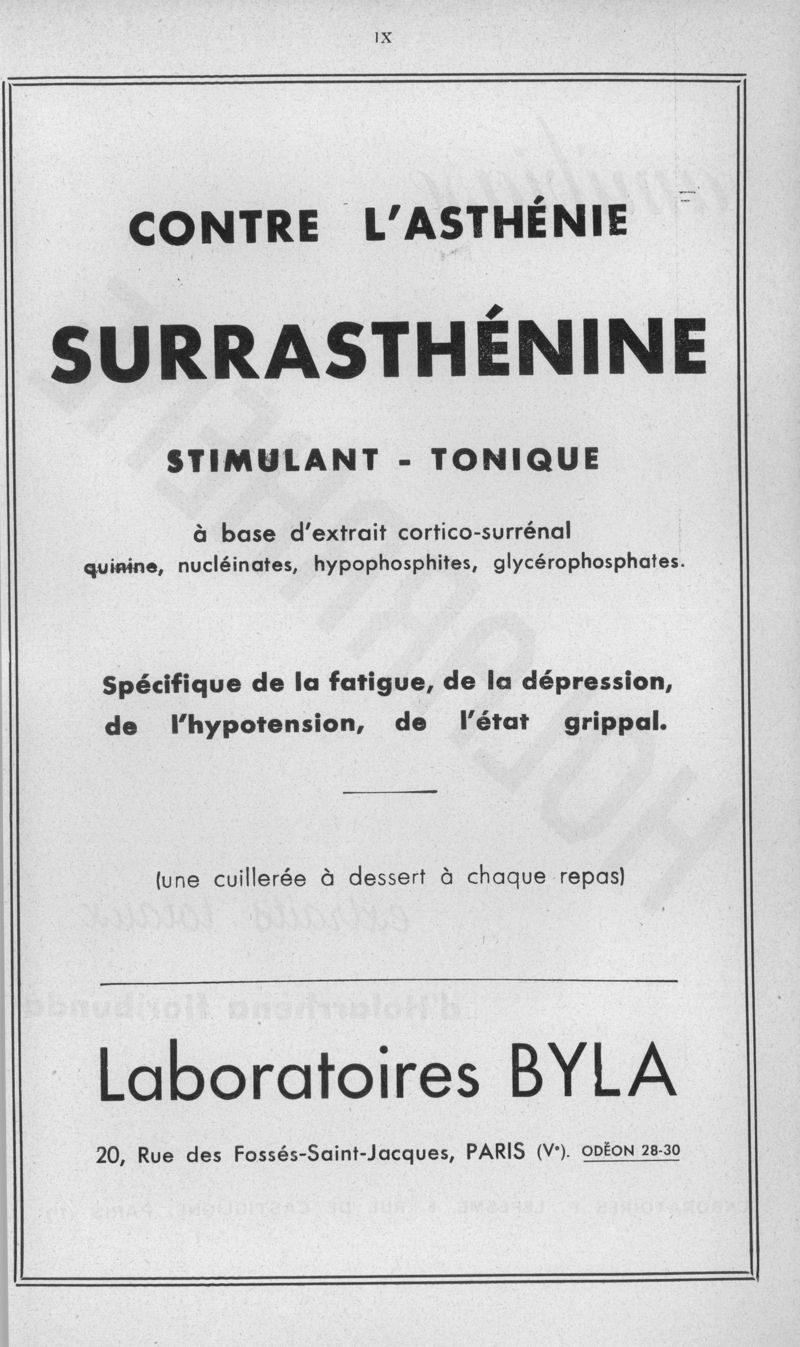 IX
CONTRE L'ASTHÉNIE
SURRASTHÉNINE
STIMULANT - TONIQUE
à base d'extrait cortico-surrénal
quinine, nucléinates, hypophosphites, glycérophosphates.
Spécifique de la fatigue, de la dépression,
de l'hypotension, de l'état grippal.
(une cuillerée à dessert à chaque repas)
Laboratoires BYLA
20, Rue des Fossés-Saint-Jacques, PARIS (Vᵉ). ODÉON 28-30